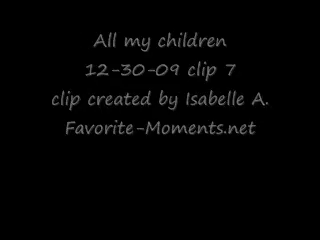 All my children
12-30-09 clip 7
clip created by Isabelle A.
Favorite-Moments.net